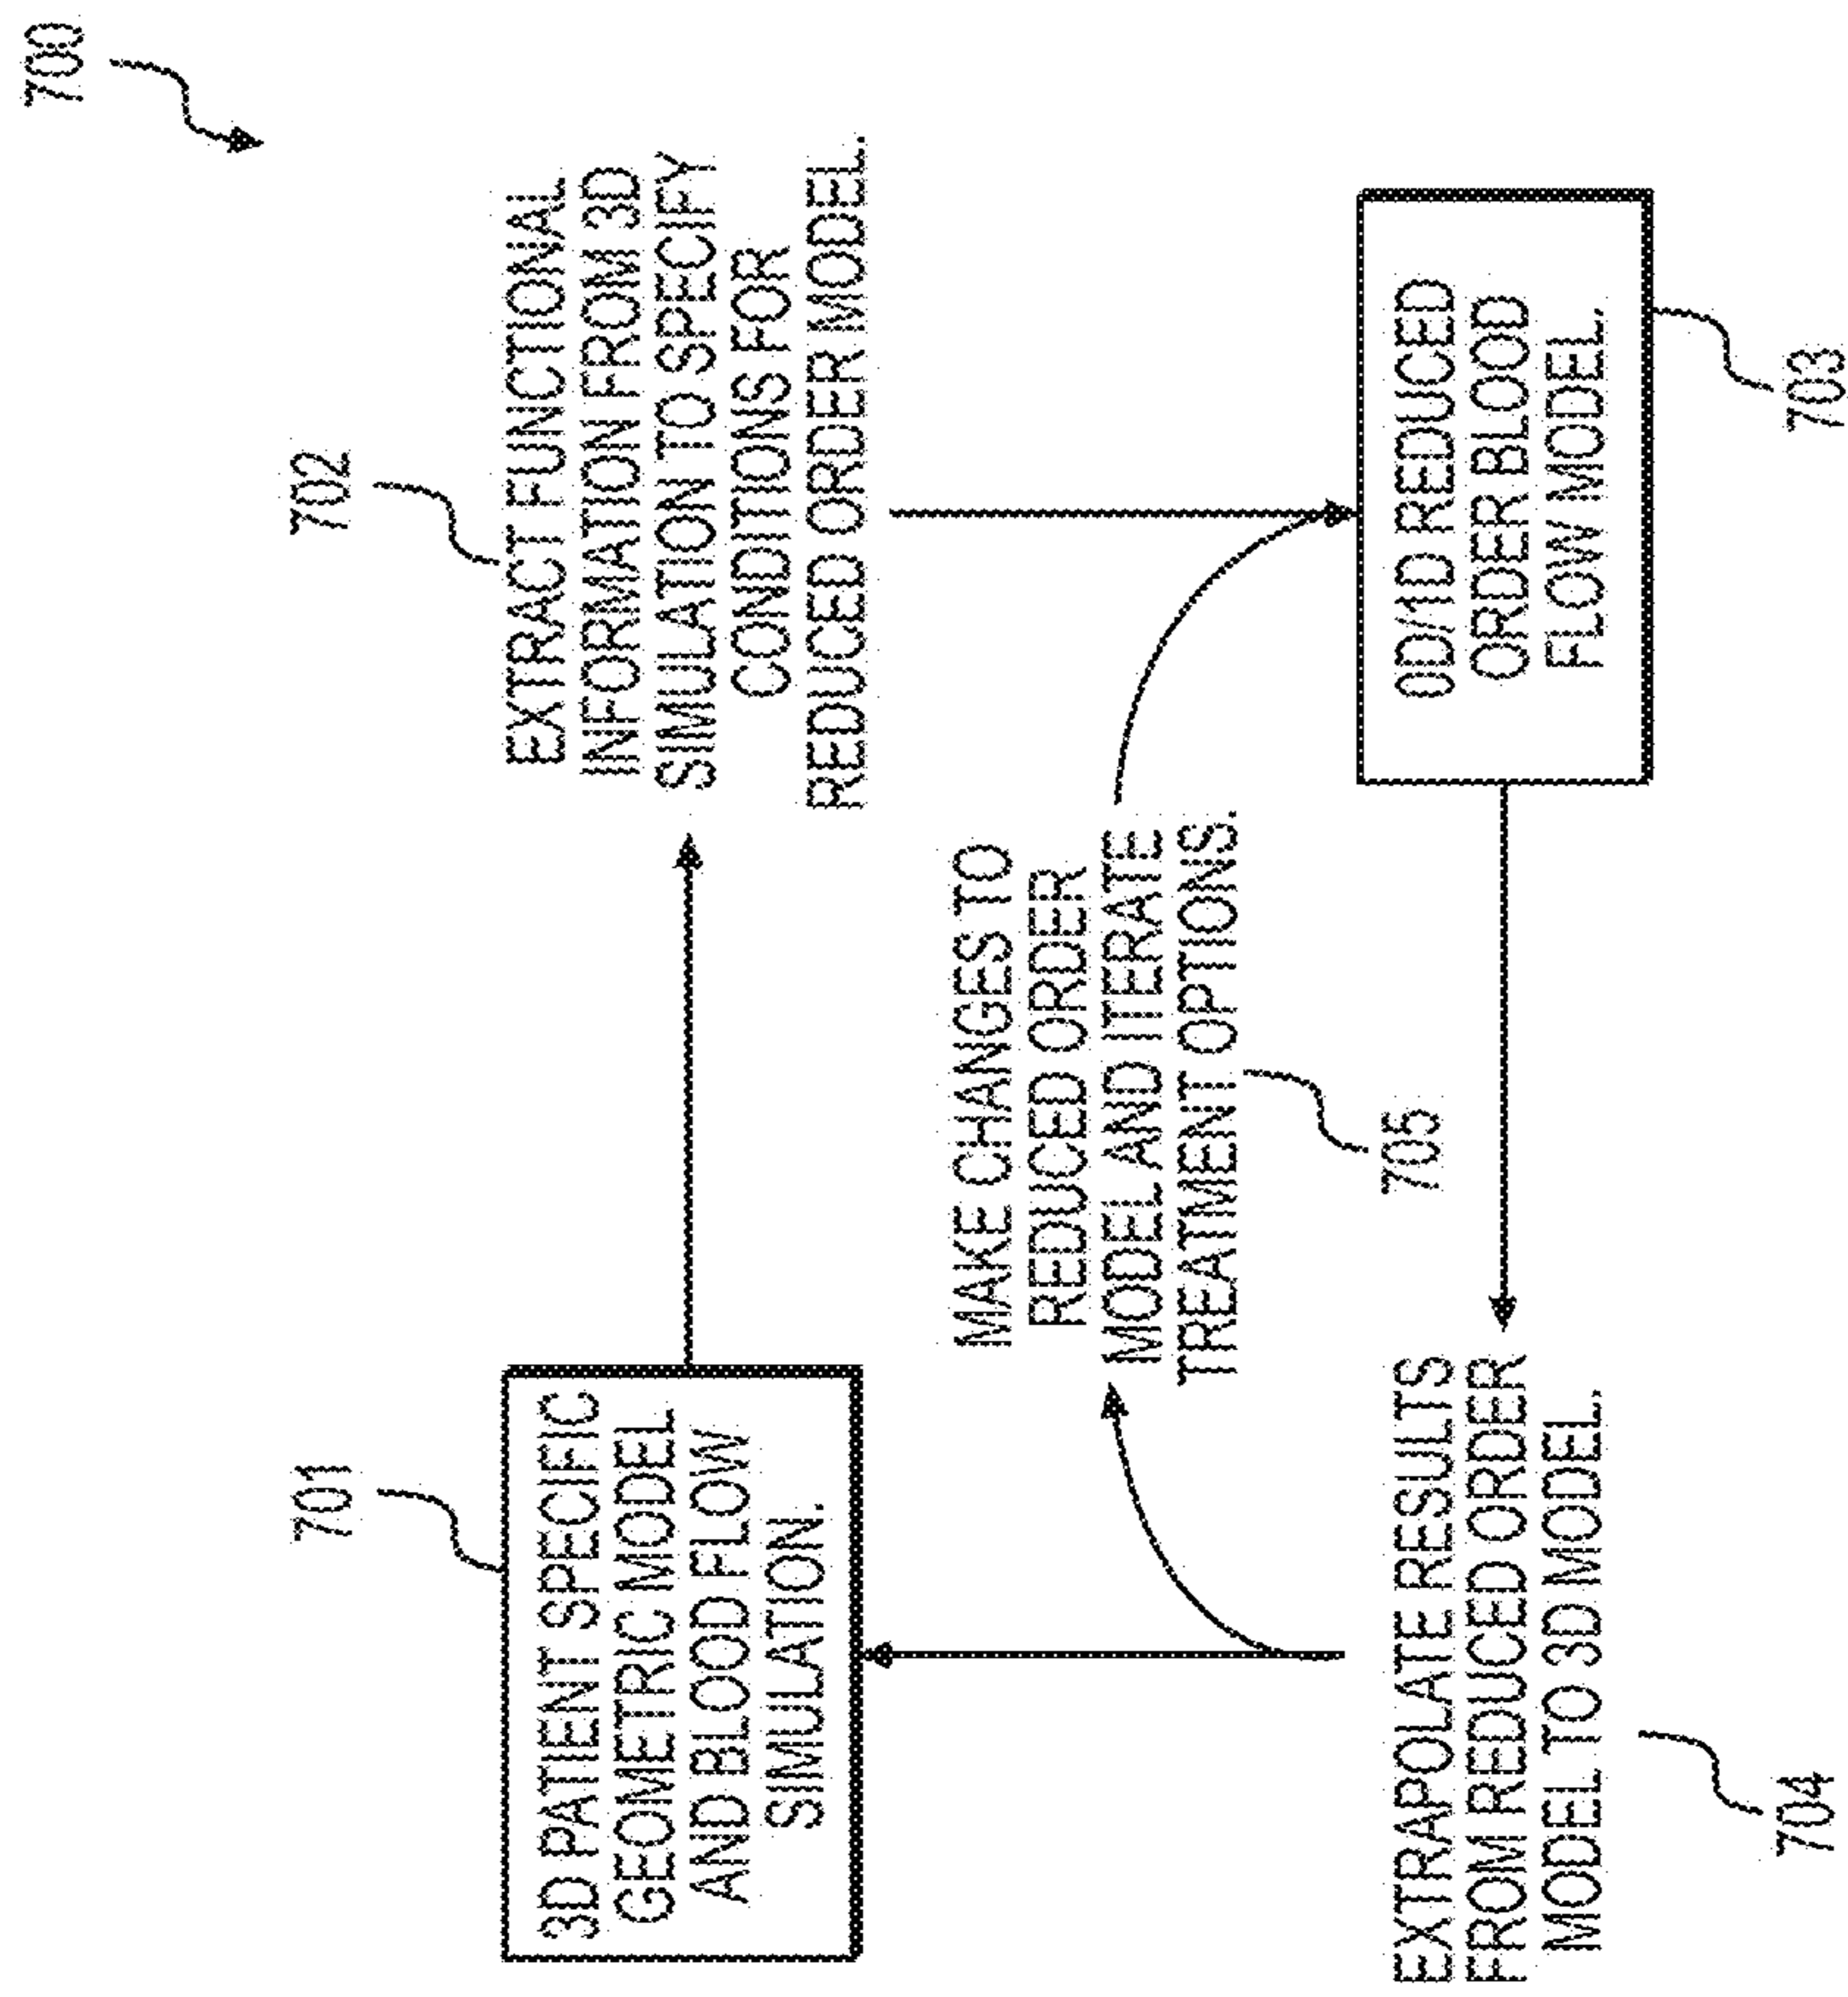 700
701
3D PATIENT SPECIFIC
GEOMETRIC MODEL
AND BLOOD FLOW
SIMULATION.
702
EXTRACT FUNCTIONAL
INFORMATION FROM 3D
SIMULATION TO SPECIFY
CONDITIONS FOR
REDUCED ORDER MODEL.
MAKE CHANGES TO
REDUCED ORDER
MODEL AND ITERATE
TREATMENT OPTIONS.
705
EXTRAPOLATE RESULTS
FROM REDUCED ORDER
MODEL TO 3D MODEL.
704
0D/1D REDUCED
ORDER BLOOD
FLOW MODEL.
703